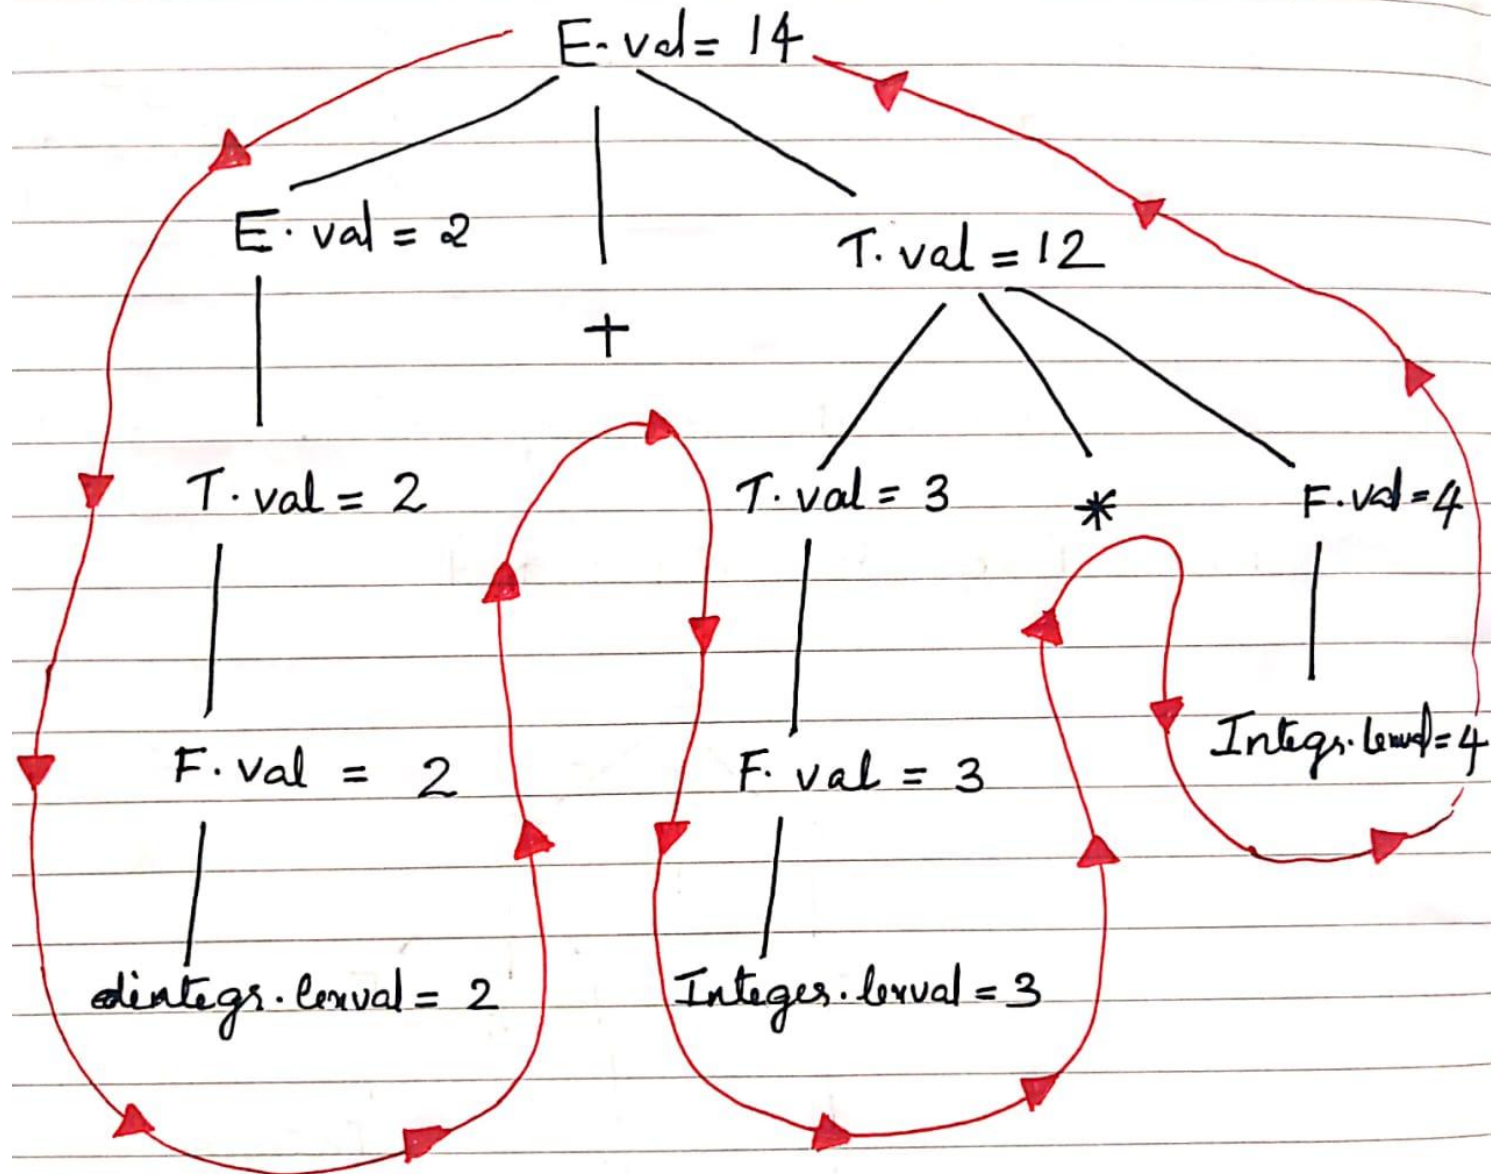 E. val = 14
E. val = 2
+
T. val = 12
T. val = 2
T. val = 3
*
F. val = 4
F. val = 2
F. val = 3
Integr. lexval = 4
dintegr. lexval = 2
Integer. lexval = 3